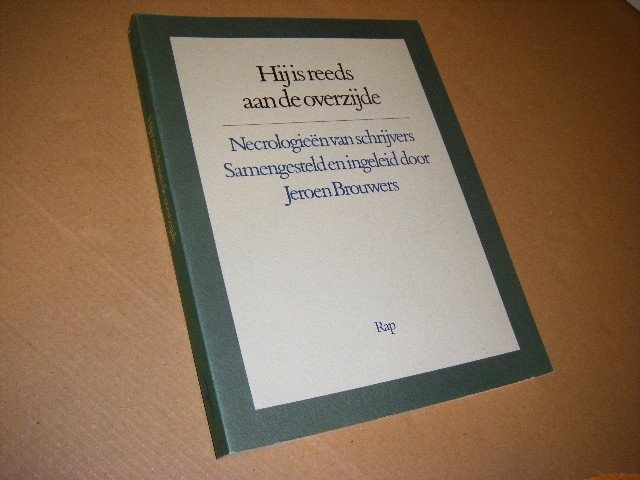 Hij is reeds
aan de overzijde
Necrologieën van schrijvers
Samengesteld en ingeleid door
Jeroen Brouwers
Rap